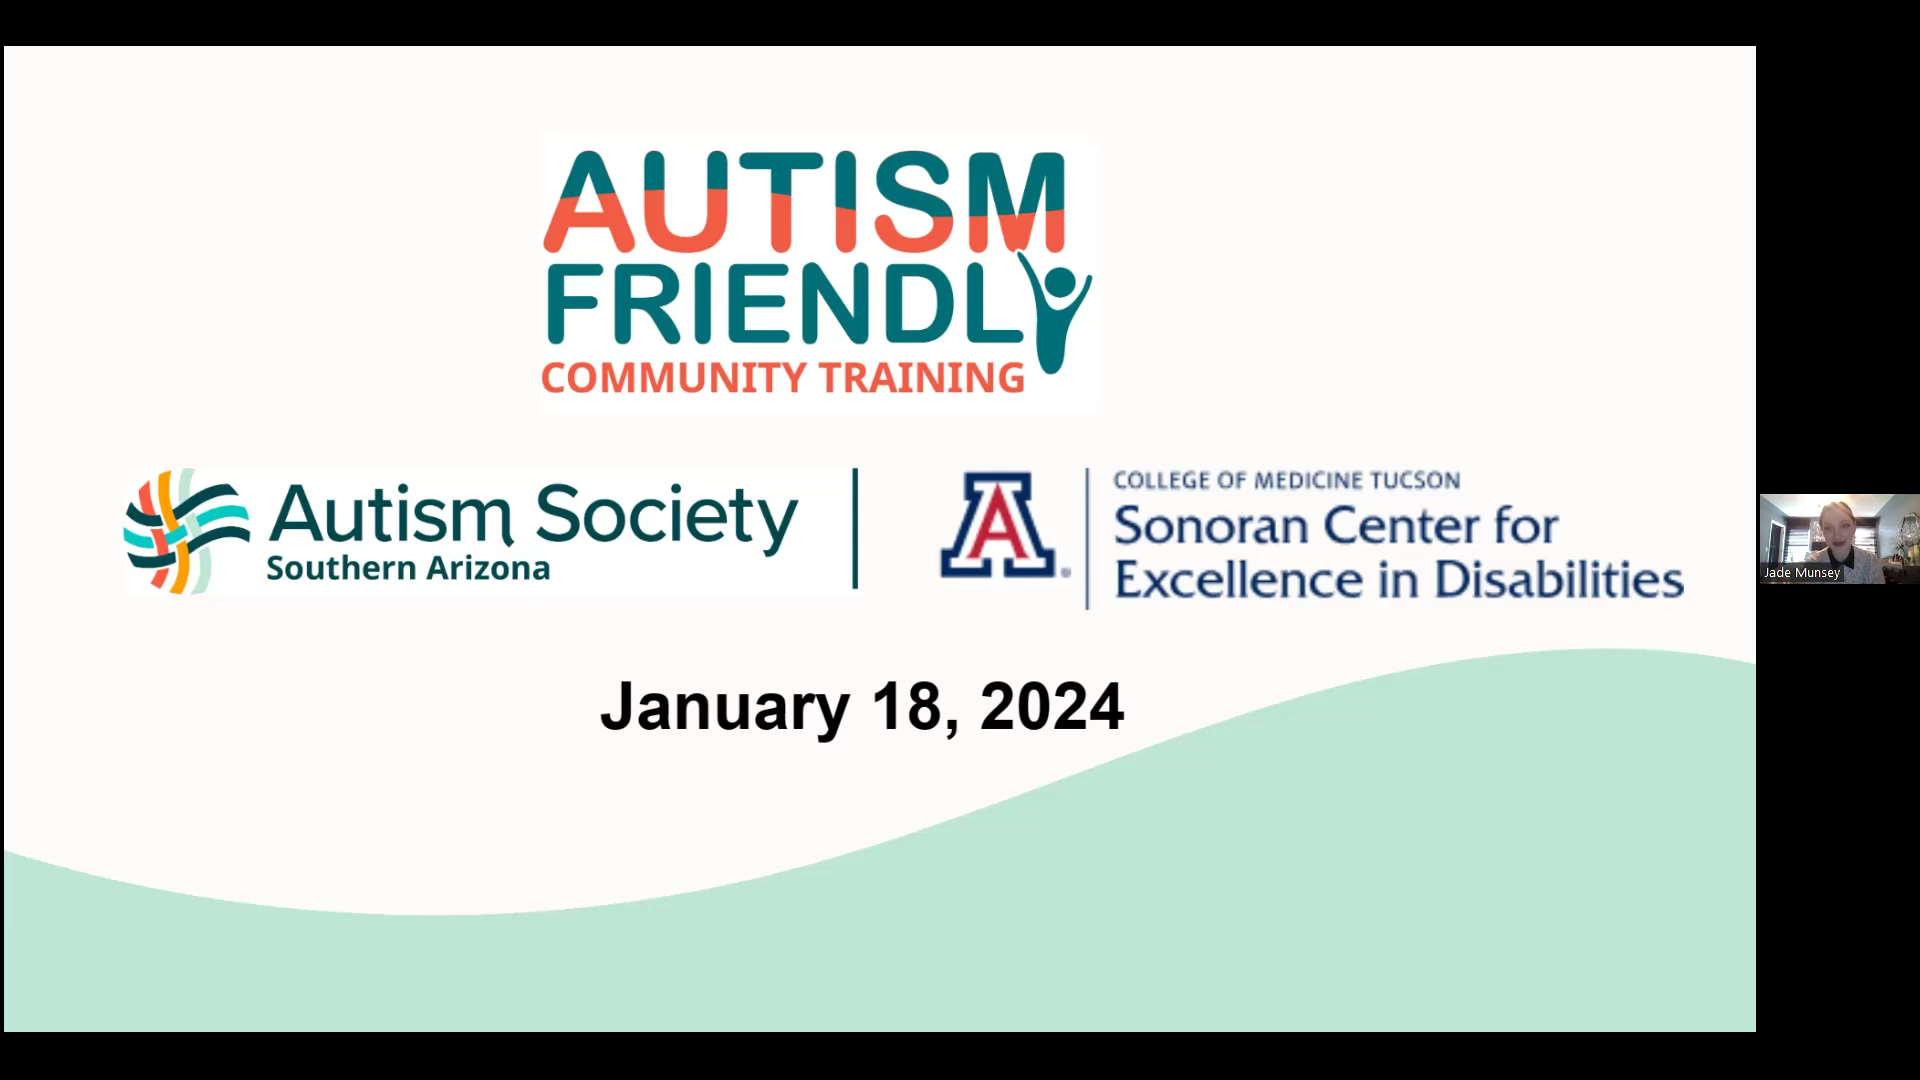 AUTISM
FRIENDLY
COMMUNITY TRAINING
Autism Society
Southern Arizona
A
COLLEGE OF MEDICINE TUCSON
Sonoran Center for
Excellence in Disabilities
January 18, 2024
Jade Munsey